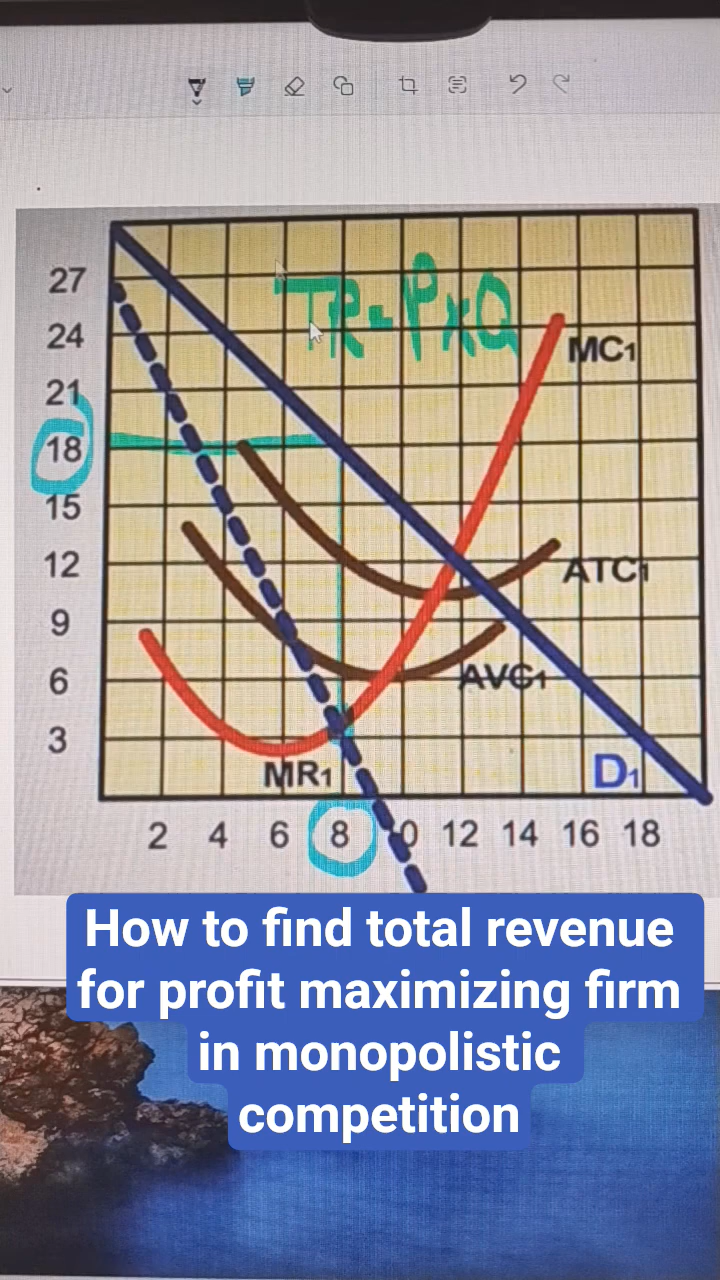 TR=PxQ
27
24
21
18
15
12
9
6
3
MC1
ATC1
AVC1
MR1
D1
2 4 6 8 10 12 14 16 18
How to find total revenue
for profit maximizing firm
in monopolistic
competition